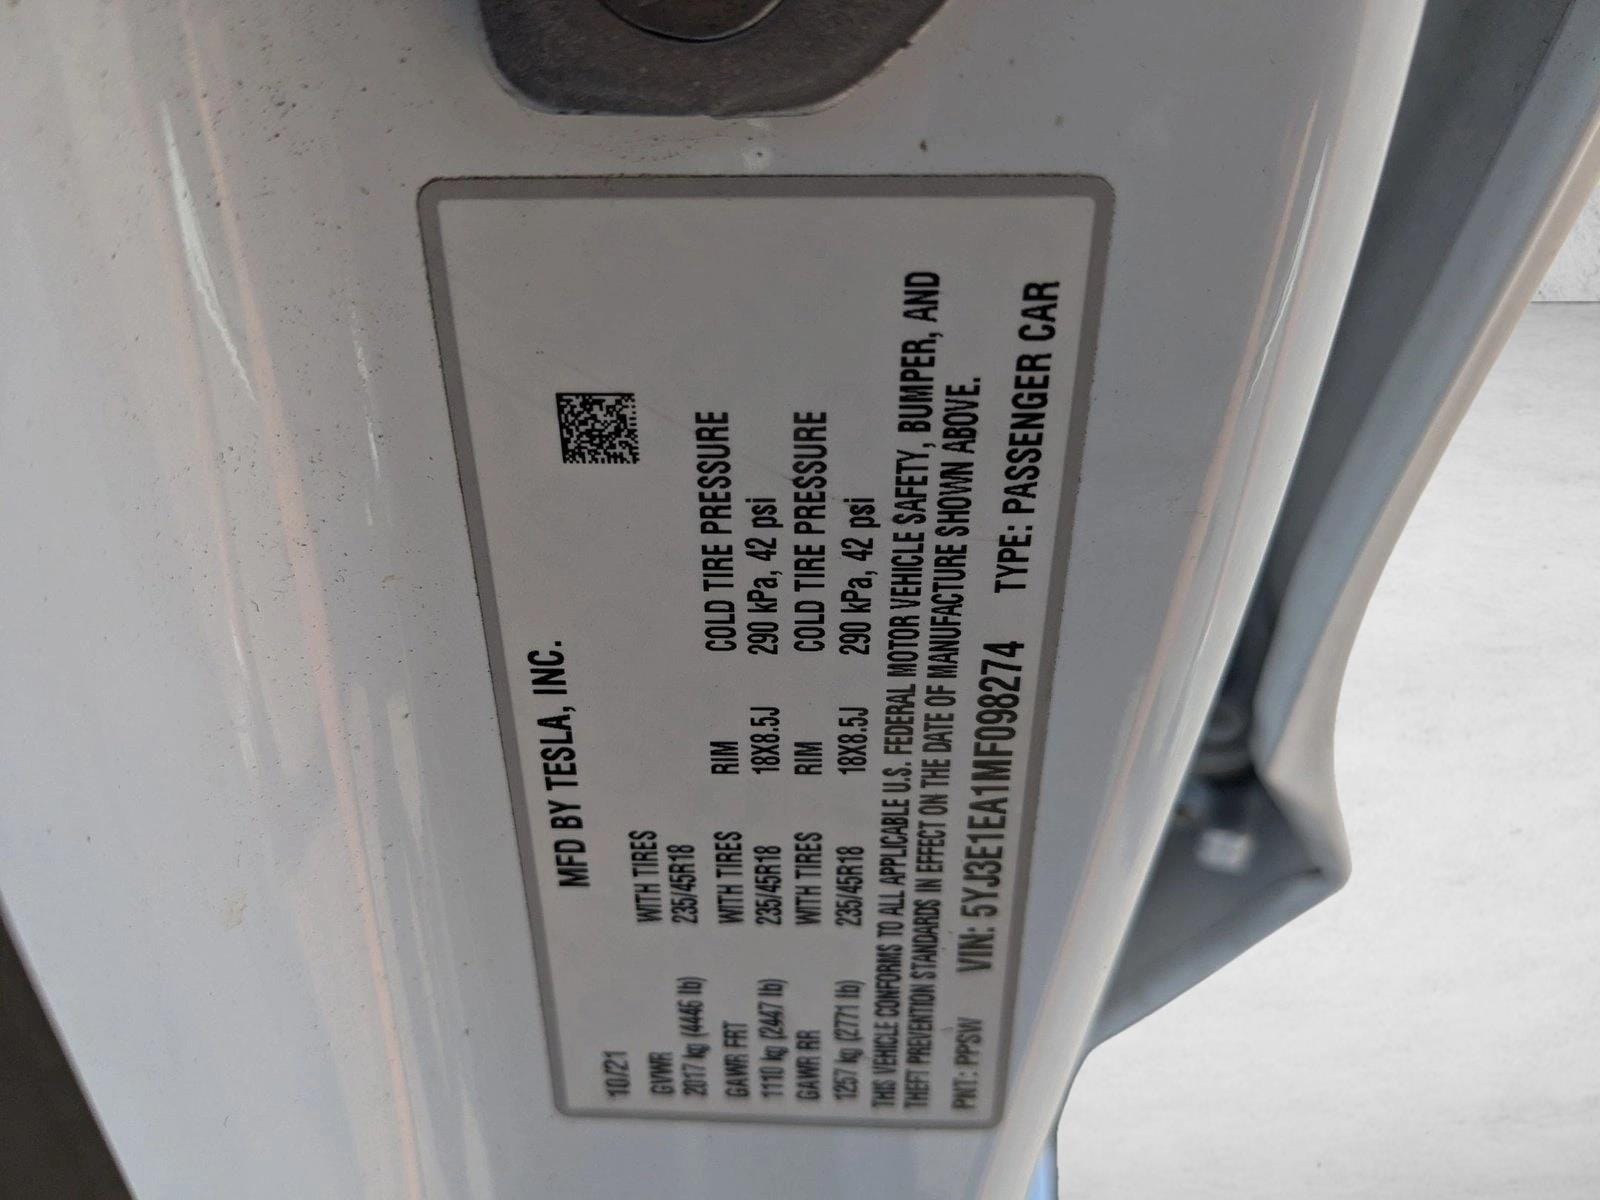 MFD BY TESLA, INC.
10/21
GVWR WITH TIRES
2017 kg (4446 lb) 235/45R18
GAWR FRT WITH TIRES RIM COLD TIRE PRESSURE
1110 kg (2447 lb) 235/45R18 18X8.5J 290 kPa, 42 psi
GAWR RR WITH TIRES RIM COLD TIRE PRESSURE
1257 kg (2771 lb) 235/45R18 18X8.5J 290 kPa, 42 psi
THIS VEHICLE CONFORMS TO ALL APPLICABLE U.S. FEDERAL MOTOR VEHICLE SAFETY, BUMPER, AND
THEFT PREVENTION STANDARDS IN EFFECT ON THE DATE OF MANUFACTURE SHOWN ABOVE.
PNT: PPSW VIN: 5YJ3E1EA1MF098274 TYPE: PASSENGER CAR